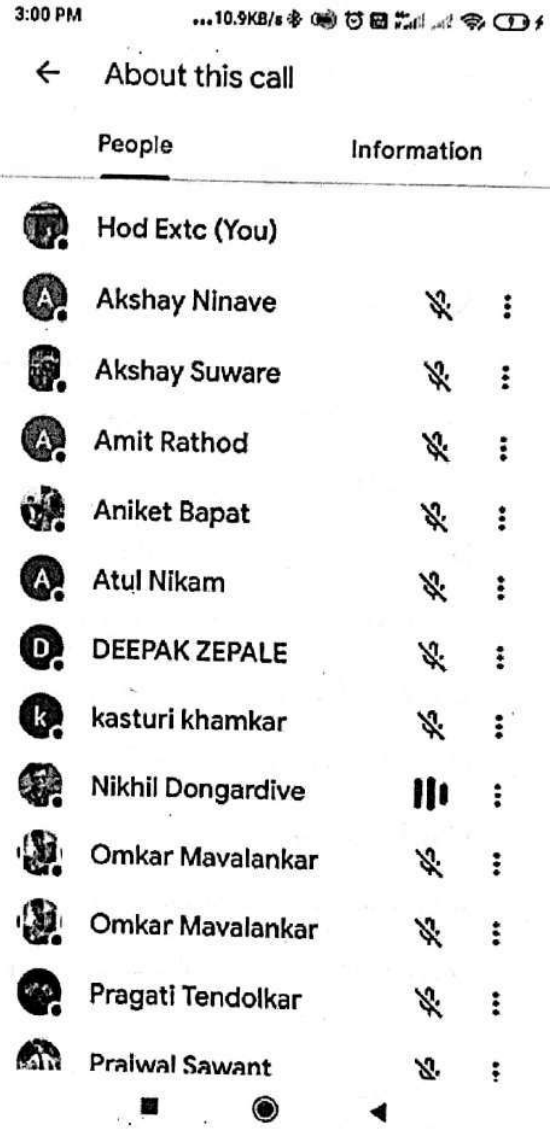 3:00 PM ...10.9KB/s
About this call
People Information
Hod Extc (You)
A Akshay Ninave
Akshay Suware
A Amit Rathod
Aniket Bapat
A Atul Nikam
D DEEPAK ZEPALE
k kasturi khamkar
Nikhil Dongardive
Omkar Mavalankar
Omkar Mavalankar
Pragati Tendolkar
Prajwal Sawant